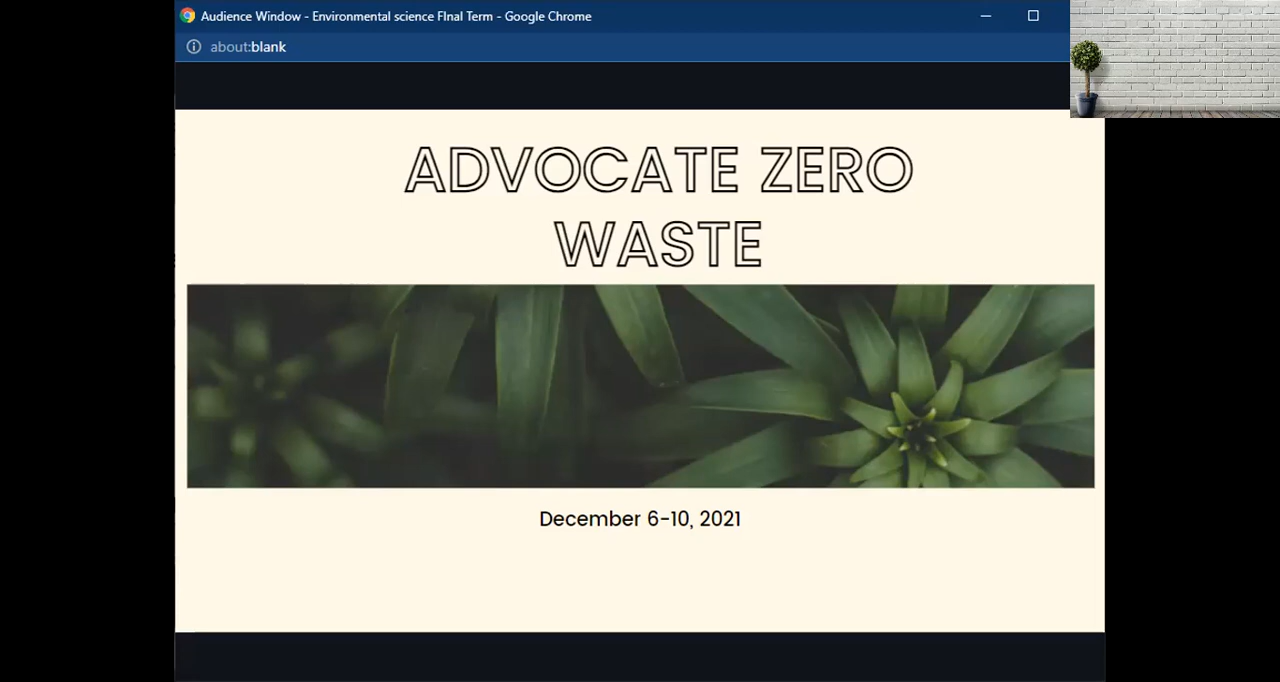 Audience Window - Environmental science FInal Term - Google Chrome
about:blank
ADVOCATE ZERO
WASTE
December 6-10, 2021